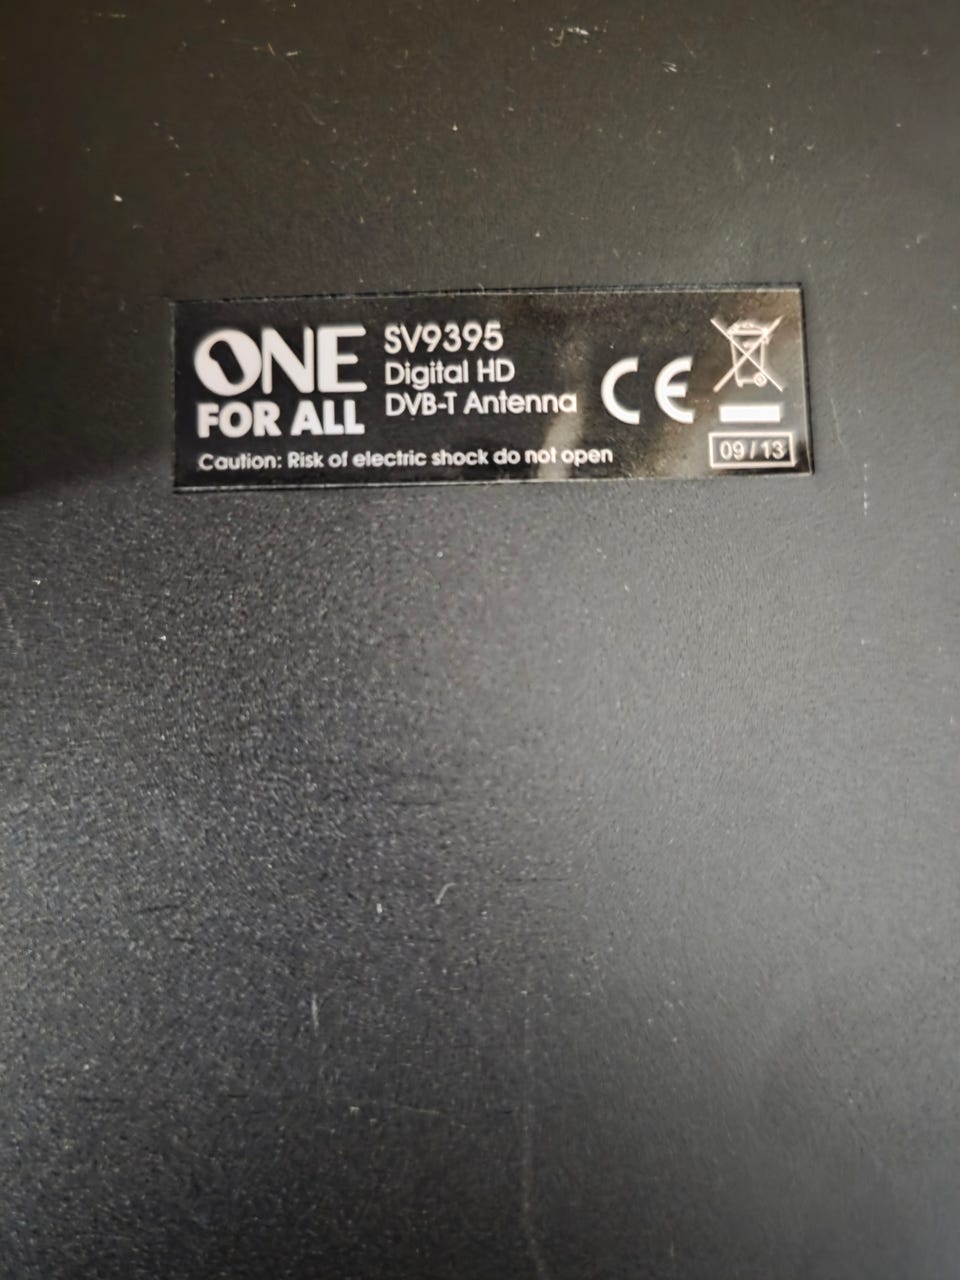 ONE
FOR ALL
SV9395
Digital HD
DVB-T Antenna
CE
09/13
Caution: Risk of electric shock do not open